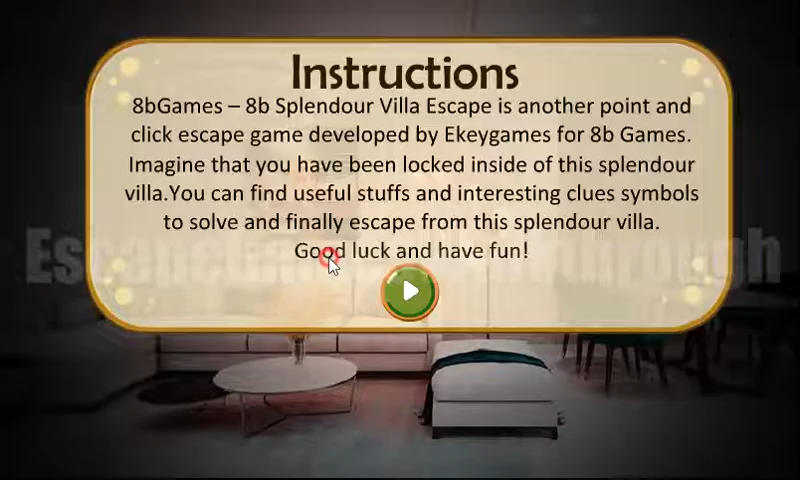 Instructions
8bGames – 8b Splendour Villa Escape is another point and
click escape game developed by Ekeygames for 8b Games.
Imagine that you have been locked inside of this splendour
villa.You can find useful stuffs and interesting clues symbols
to solve and finally escape from this splendour villa.
Good luck and have fun!